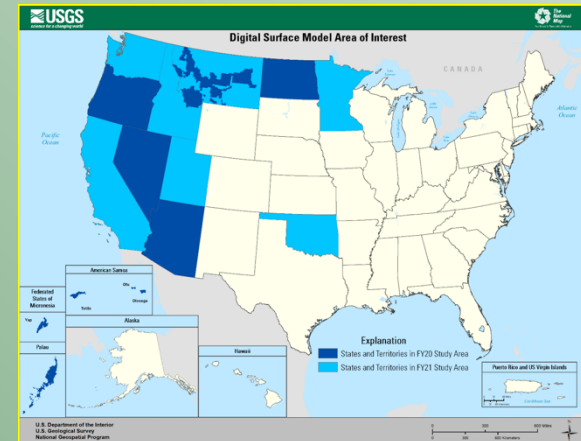 USGS
science for a changing world
The
National
Map
Digital Surface Model Area of Interest
CANADA
Pacific
Ocean
Atlantic
Ocean
American Samoa
Federated
States of
Micronesia
Yap
Palau
Alaska
Hawaii
Explanation
States and Territories in FY20 Study Area
States and Territories in FY21 Study Area
Puerto Rico and US Virgin Islands
U.S. Department of the Interior
U.S. Geological Survey
National Geospatial Program